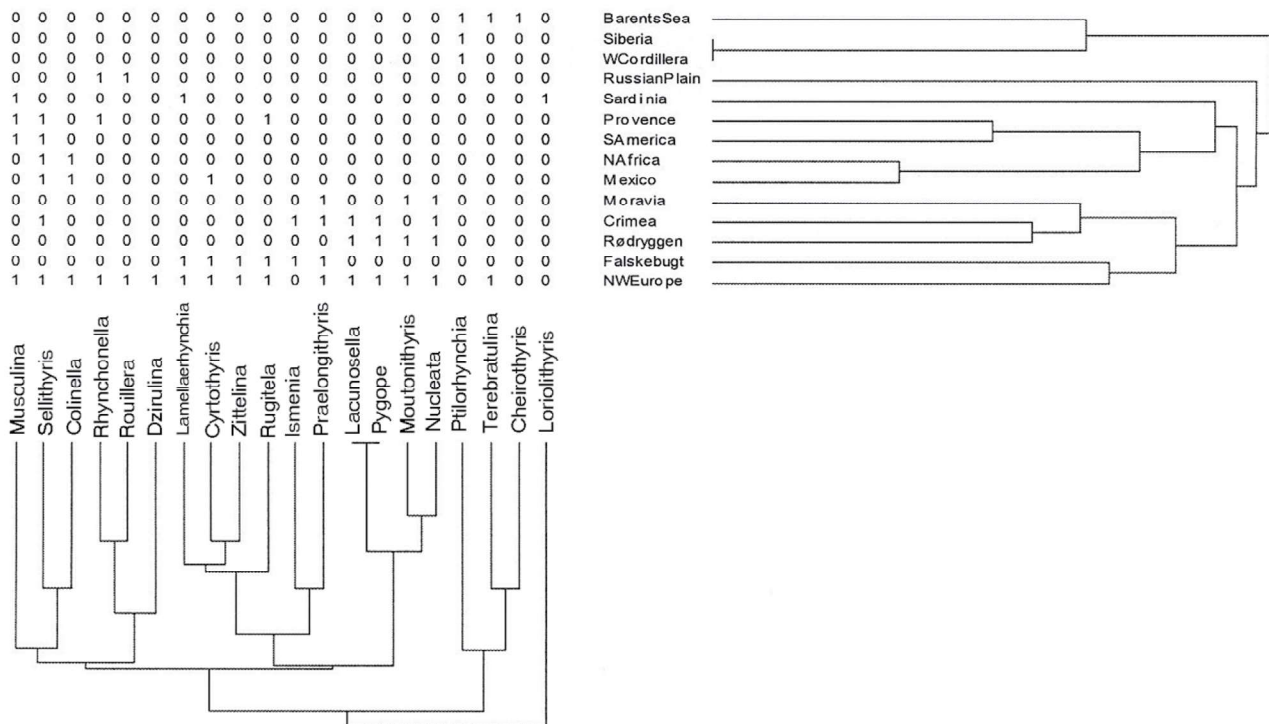 0 0 0 0 0 0 0 0 0 0 0 0 0 0 0 0 1 1 1 0 BarentsSea
0 0 0 0 0 0 0 0 0 0 0 0 0 0 0 0 1 0 0 0 Siberia
0 0 0 0 0 0 0 0 0 0 0 0 0 0 0 0 1 0 0 0 WCordillera
0 0 0 1 1 0 0 0 0 0 0 0 0 0 0 0 0 0 0 0 RussianPlain
1 0 0 0 0 0 1 0 0 0 0 0 0 0 0 0 0 0 0 1 Sardinia
1 1 0 1 0 0 0 0 0 1 0 0 0 0 0 0 0 0 0 0 Provence
1 1 0 0 0 0 0 0 0 0 0 0 0 0 0 0 0 0 0 0 SAmerica
0 1 1 0 0 0 0 0 0 0 0 0 0 0 0 0 0 0 0 0 NAfrica
0 1 1 0 0 0 0 1 0 0 0 0 0 0 0 0 0 0 0 0 Mexico
0 0 0 0 0 0 0 0 0 0 0 1 0 0 1 1 0 0 0 0 Moravia
0 1 0 0 0 0 0 0 0 0 1 1 1 1 0 1 0 0 0 0 Crimea
0 0 0 0 0 0 0 0 0 0 0 0 1 1 1 1 0 0 0 0 Rødryggen
0 0 0 0 0 0 1 1 1 1 1 1 0 0 0 0 0 0 0 0 Falskebugt
1 1 1 1 1 1 1 1 1 1 0 1 1 1 1 1 0 1 0 0 NWEurope
Musculina
Sellithyris
Colinella
Rhynchonella
Rouillera
Dzirulina
Lamellaerhynchia
Cyrtothyris
Zittelina
Rugitela
Ismenia
Praelongithyris
Lacunosella
Pygope
Moutonithyris
Nucleata
Ptilorhynchia
Terebratulina
Cheirothyris
Loriolithyris